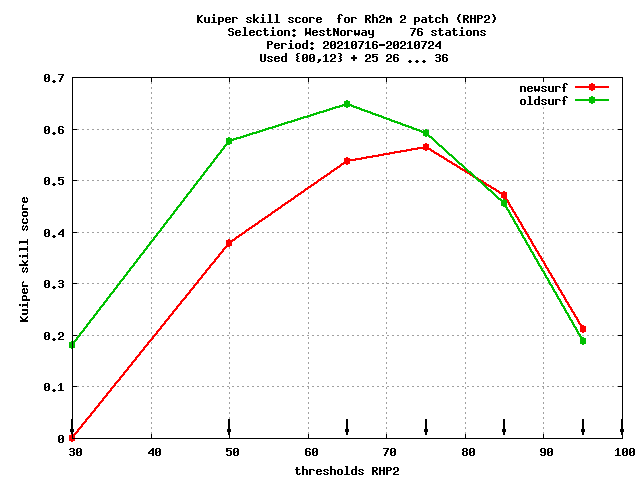 Kuiper skill score  for Rh2m 2 patch (RHP2)
Selection: WestNorway     76 stations
Period: 20210716-20210724
Used {00,12} + 25 26 ... 36
newsurf
oldsurf
0.7
0.6
0.5
0.4
0.3
0.2
0.1
0
Kuiper skill score
30 40 50 60 70 80 90 100
thresholds RHP2